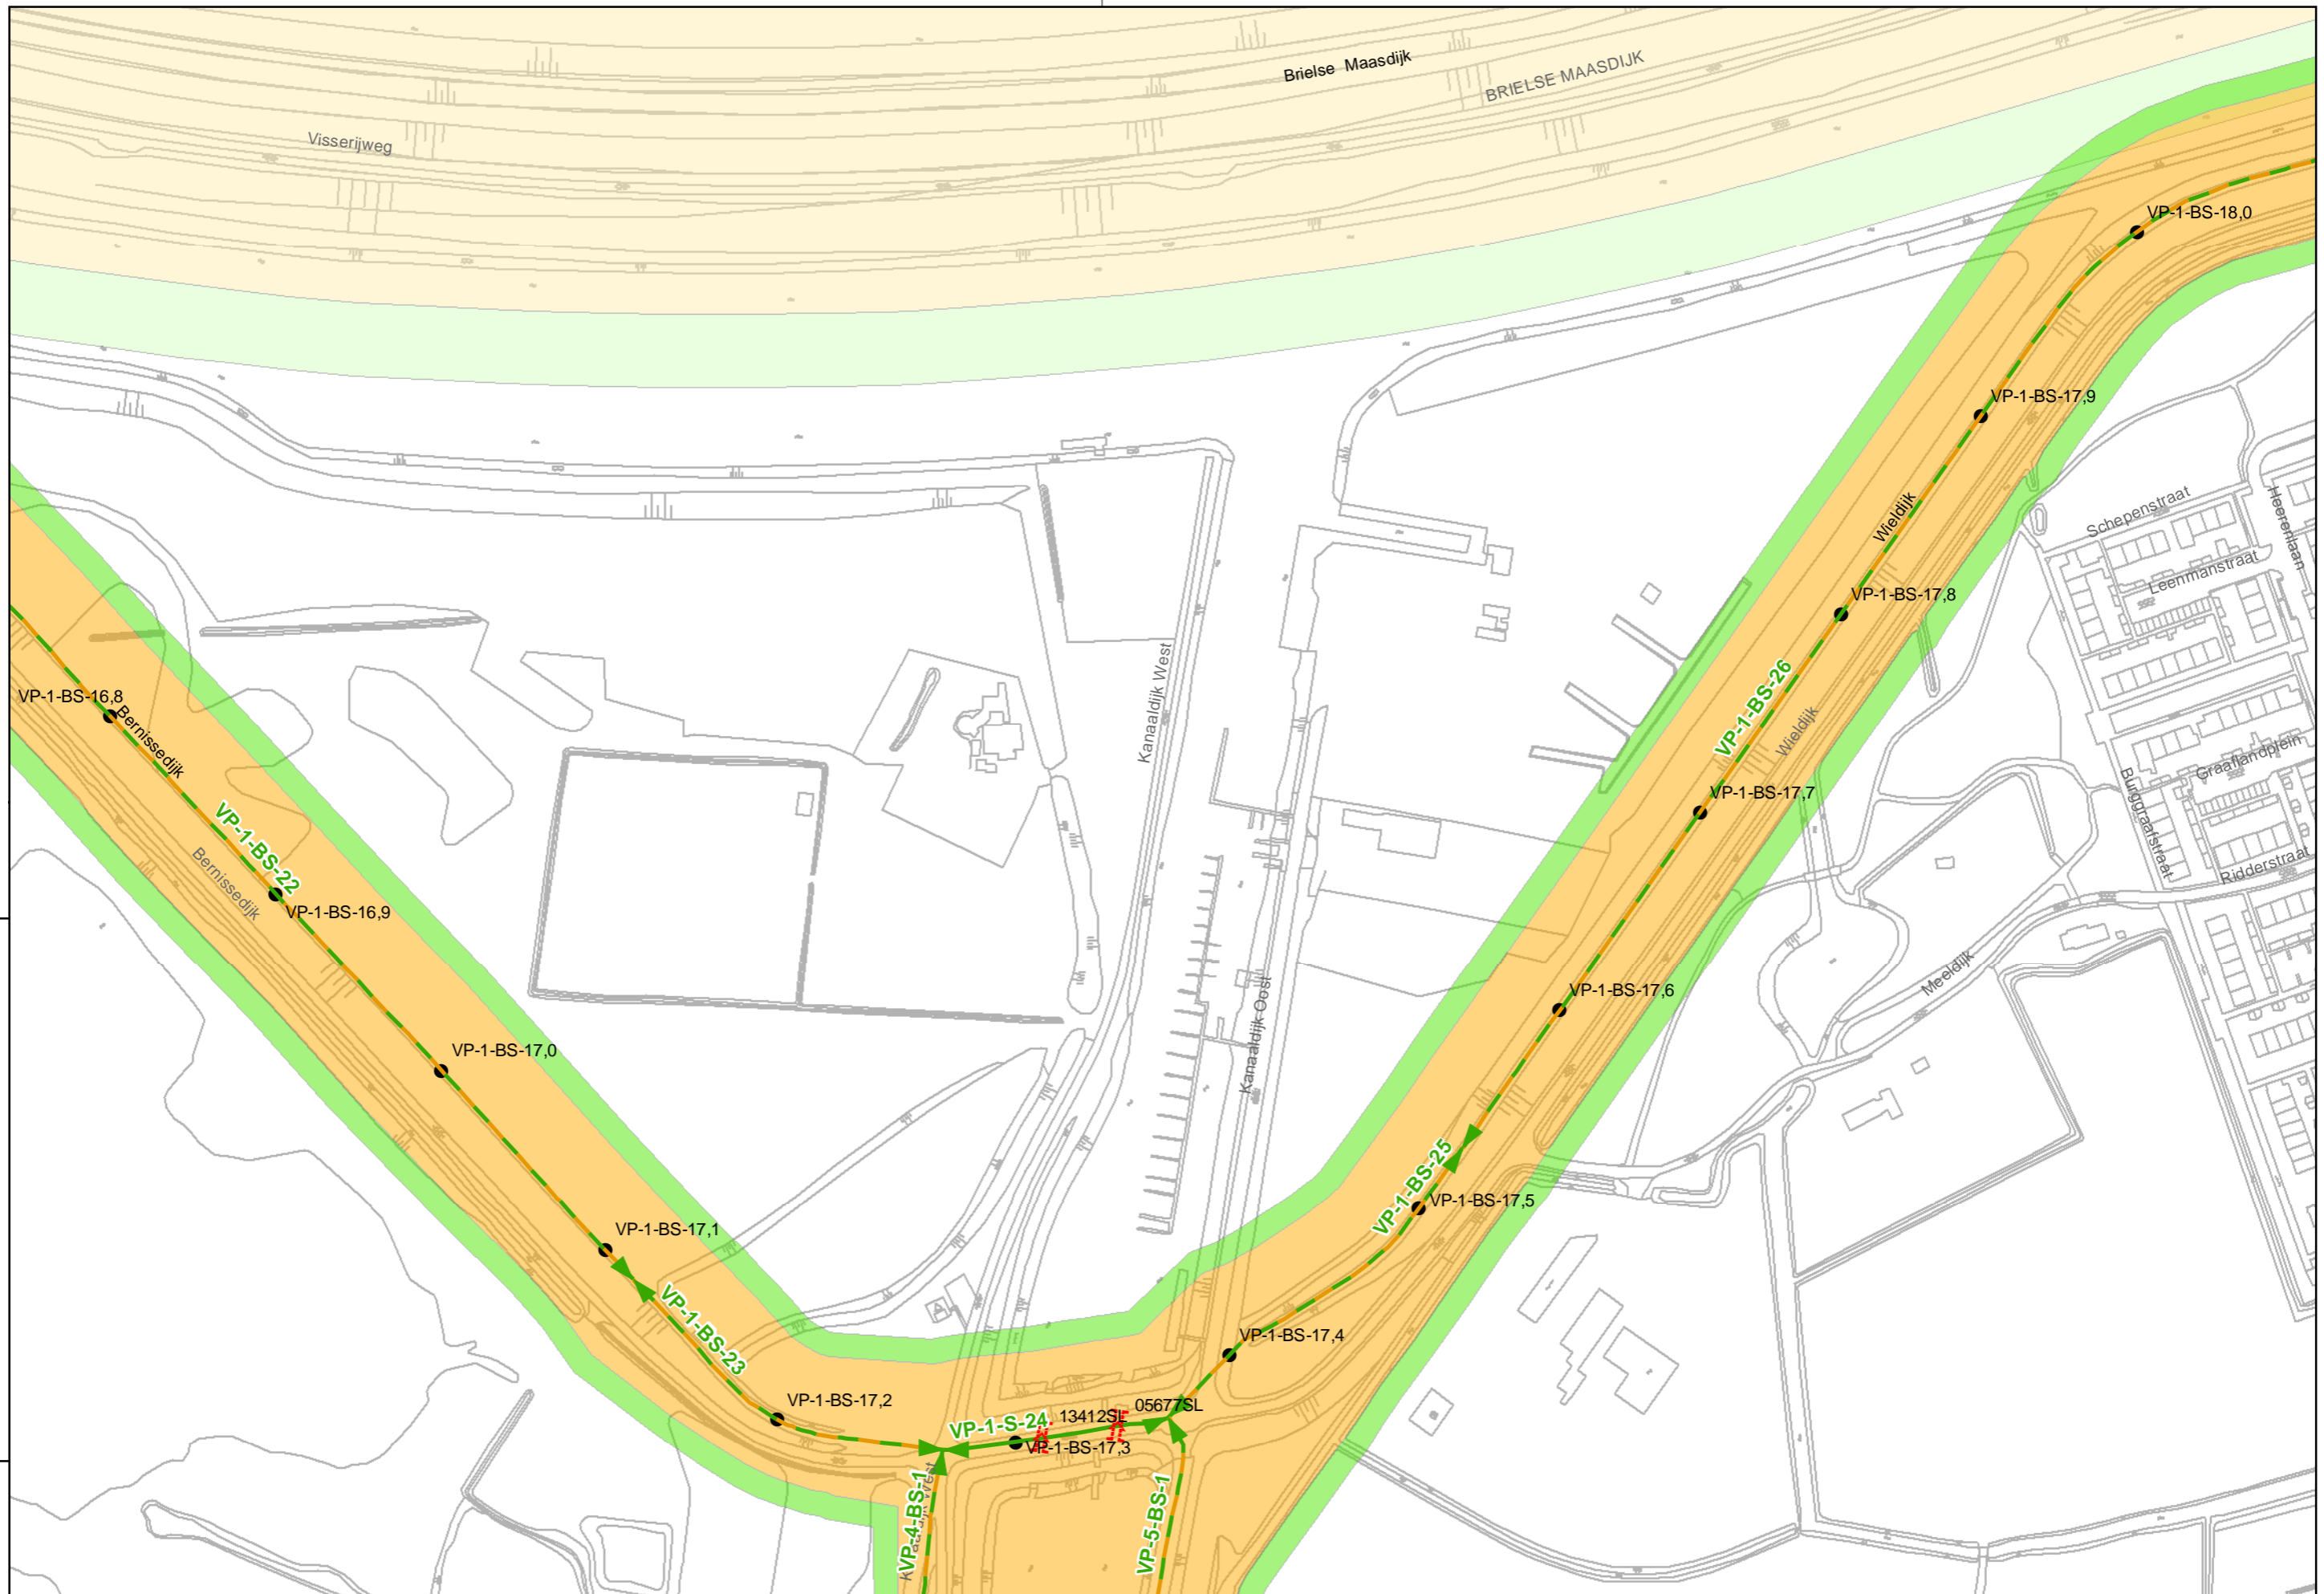 Brielse Maasdijk
BRIELSE MAASDIJK
Visserijweg
VP-1-BS-18,0
VP-1-BS-17,9
Schepenstraat
Heerenlaan
Wieldijk
Leenmanstraat
VP-1-BS-17,8
VP-1-BS-26
Kanaaldijk West
VP-1-BS-16,8
Bernissedijk
Wieldijk
Graaflandplein
VP-1-BS-17,7
Burggraafstraat
VP-1-BS-22
Bernissedijk
Ridderstraat
VP-1-BS-16,9
Meeldijk
VP-1-BS-17,6
Kanaaldijk Oost
VP-1-BS-17,0
VP-1-BS-25
VP-1-BS-17,5
VP-1-BS-17,1
VP-1-BS-23
VP-1-BS-17,4
VP-1-BS-17,2
05677SL
13412SL
VP-1-S-24
VP-1-BS-17,3
VP-4-BS-1
Kanaaldijk West
VP-5-BS-1